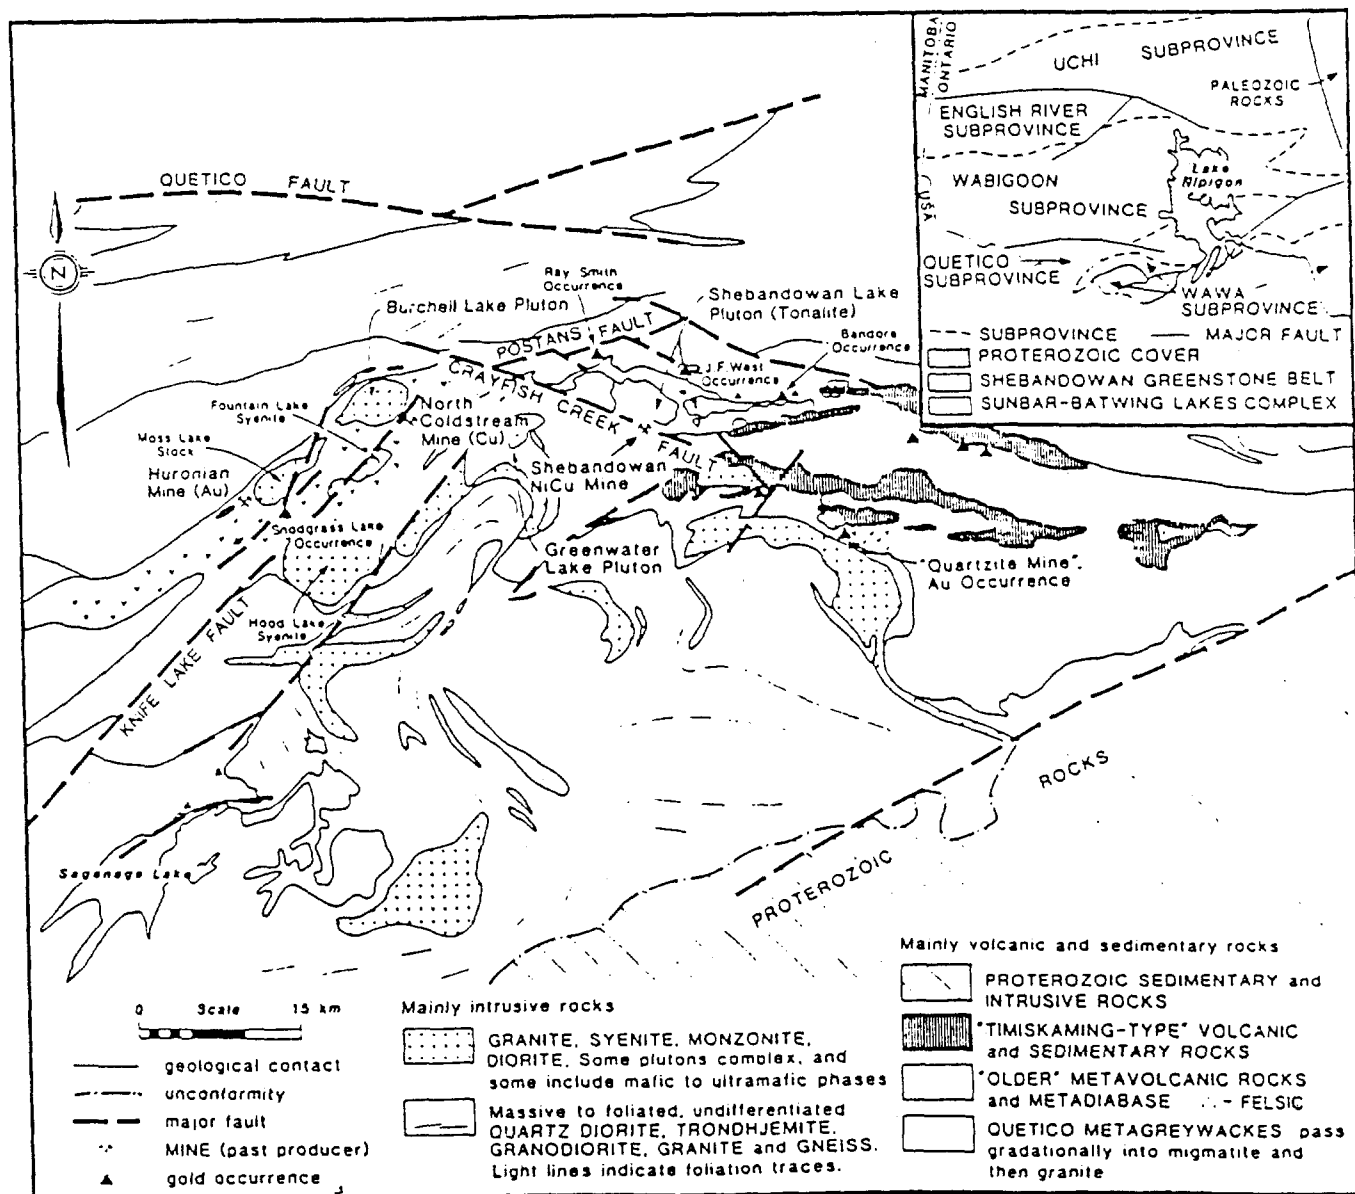 MANITOBA
ONTARIO
UCHI SUBPROVINCE
PALEOZOIC
ROCKS
ENGLISH RIVER
SUBPROVINCE
Lake
Nipigon
WABIGOON
SUBPROVINCE
USA
QUETICO
SUBPROVINCE
WAWA
SUBPROVINCE
SUBPROVINCE
MAJOR FAULT
PROTEROZOIC COVER
SHEBANDOWAN GREENSTONE BELT
SUNBAR-BATWING LAKES COMPLEX
QUETICO FAULT
N
Ray Smith
Occurrence
Burchell Lake Pluton
Shebandowan Lake
Pluton (Tonalite)
POSTANS FAULT
Bandore
Occurrence
CRAYFISH CREEK FAULT
J.F. West
Occurrence
Fountain Lake
Syenite
North
Coldstream
Mine (Cu)
Moss Lake
Stock
Huronian
Mine (Au)
Shebandowan
NiCu Mine
Snodgrass Lake
Occurrence
Greenwater
Lake Pluton
"Quartzite Mine",
Au Occurrence
Hood Lake
Syenite
KNIFE LAKE FAULT
Saganaga Lake
PROTEROZOIC ROCKS
0 Scale 15 km
geological contact
unconformity
major fault
MINE (past producer)
gold occurrence
Mainly intrusive rocks
GRANITE, SYENITE, MONZONITE,
DIORITE. Some plutons complex, and
some include mafic to ultramafic phases
Massive to foliated, undifferentiated
QUARTZ DIORITE, TRONDHJEMITE,
GRANODIORITE, GRANITE and GNEISS.
Light lines indicate foliation traces.
Mainly volcanic and sedimentary rocks
PROTEROZOIC SEDIMENTARY and
INTRUSIVE ROCKS
"TIMISKAMING-TYPE" VOLCANIC
and SEDIMENTARY ROCKS
"OLDER" METAVOLCANIC ROCKS
and METADIABASE - FELSIC
QUETICO METAGREYWACKES pass
gradationally into migmatite and
then granite